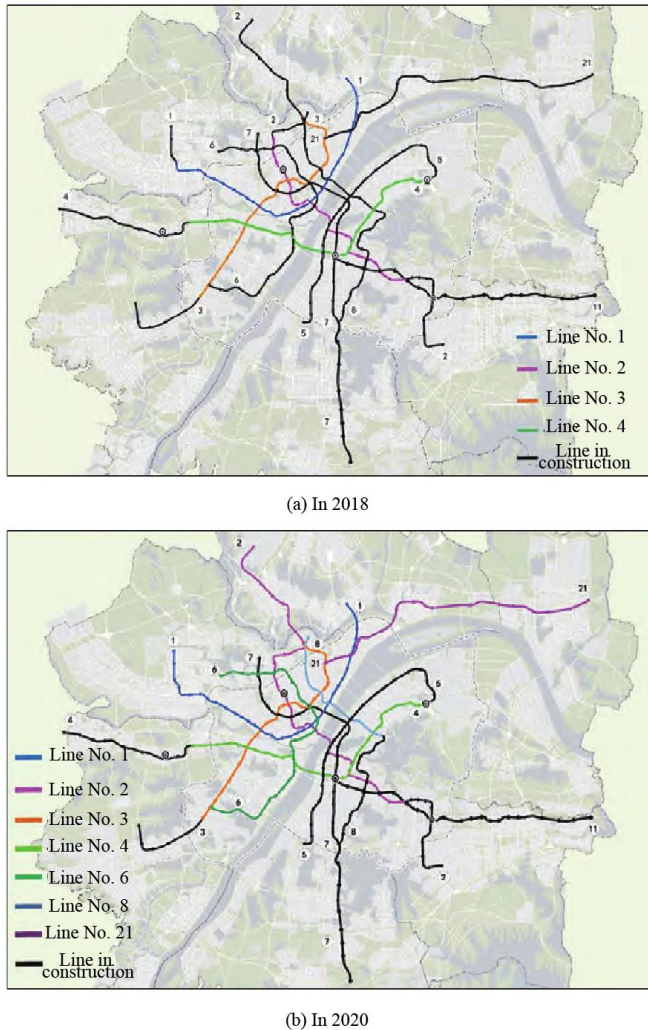 2
21
1
1
2
3
7
21
6
5
4
4
6
3
5
7
8
11
2
7
Line No. 1
Line No. 2
Line No. 3
Line No. 4
Line in
construction
(a) In 2018
2
21
1
1
8
7
21
6
5
4
4
6
3
5
7
8
11
2
7
Line No. 1
Line No. 2
Line No. 3
Line No. 4
Line No. 6
Line No. 8
Line No. 21
Line in
construction
(b) In 2020